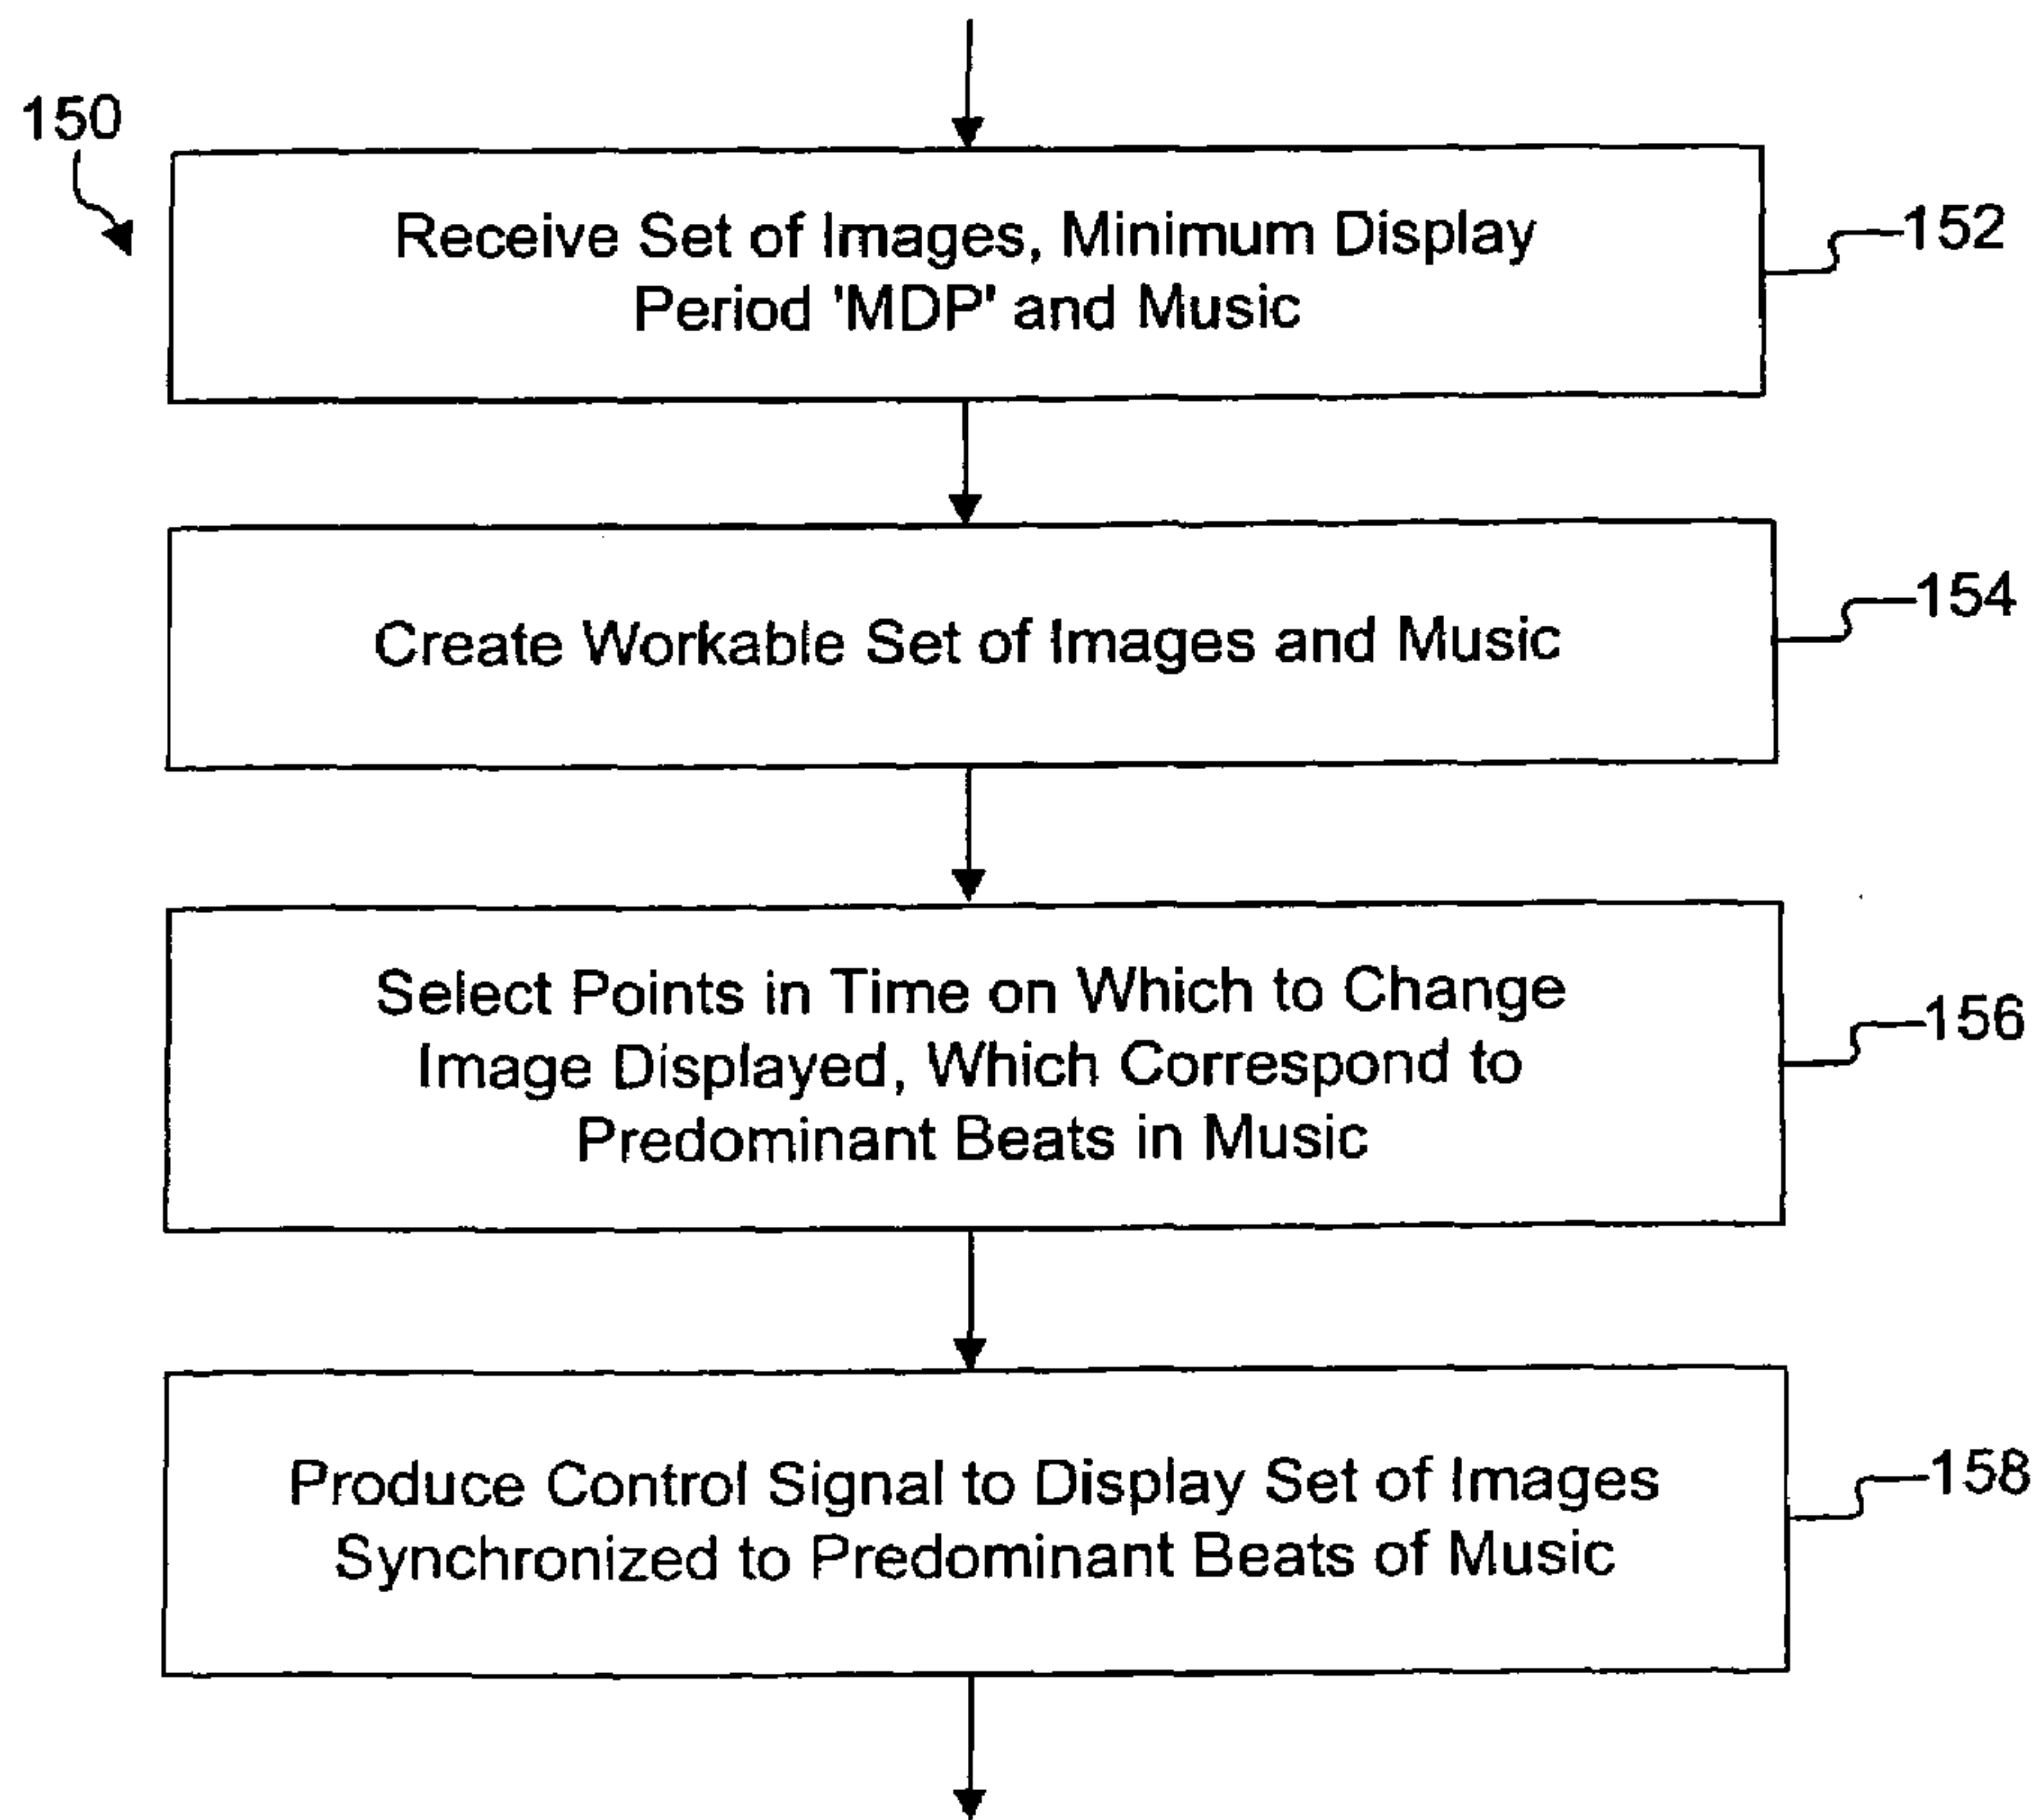 150
Receive Set of Images, Minimum Display
Period 'MDP' and Music
152
Create Workable Set of Images and Music
154
Select Points in Time on Which to Change
Image Displayed, Which Correspond to
Predominant Beats in Music
156
Produce Control Signal to Display Set of Images
Synchronized to Predominant Beats of Music
158